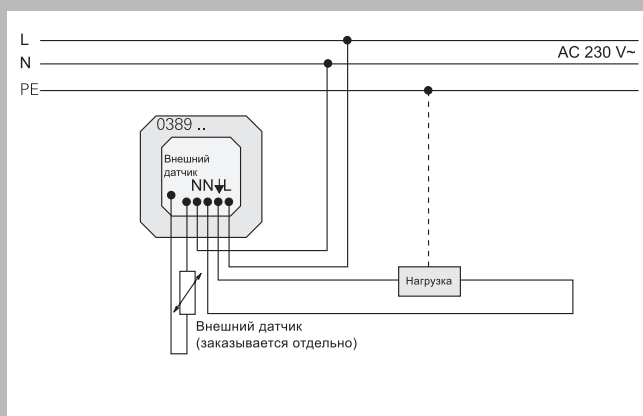 L
AC 230 V~
N
PE
0389 ..
Внешний
датчик
NN↓L
Нагрузка
Внешний датчик
(заказывается отдельно)